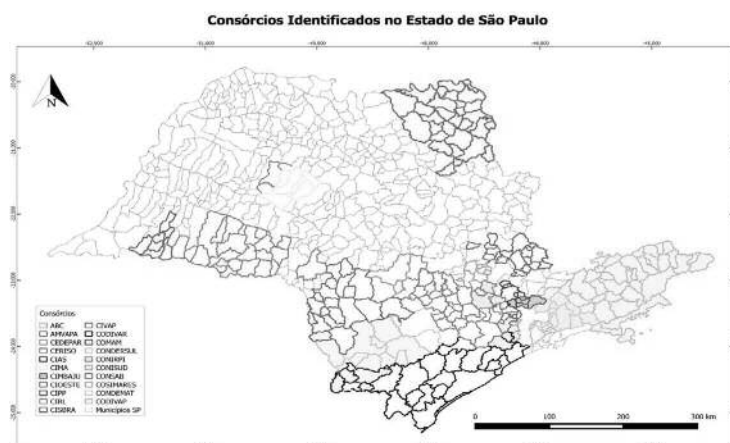 Consórcios Identificados no Estado de São Paulo
N
Consórcios
ABC
AMVAPA
CEDEPAR
CERISO
CIAS
CIMA
CIMBAJU
CIOESTE
CIPP
CIRL
CISBRA
CIVAP
CODIVAR
COMAM
CONDERSUL
CONIRPI
CONISUD
CONSAB
COSIMARES
CONDEMAT
CODIVAP
Municípios SP
0 100 200 300 km